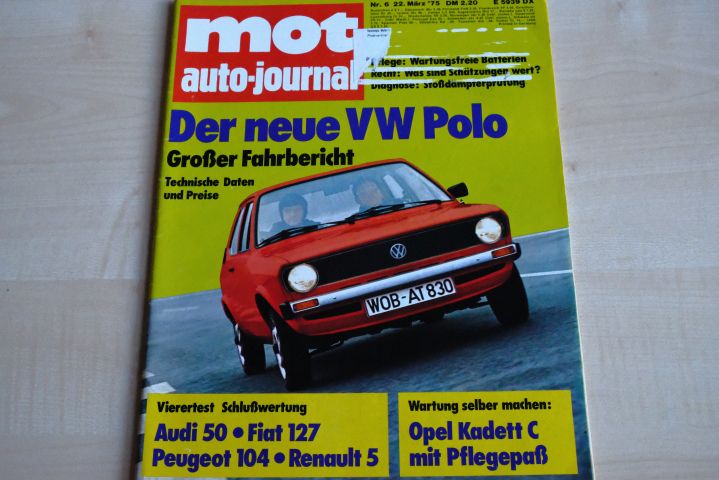 Nr. 6 22. März '75 DM 2.20 E 5939 DX
mot
auto-journal
Pflege: Wartungsfreie Batterien
Recht: Was sind Schätzungen wert?
Diagnose: Stoßdämpferprüfung
Der neue VW Polo
Großer Fahrbericht
Technische Daten
und Preise
WOB-AT 830
Vierertest Schlußwertung
Audi 50 • Fiat 127
Peugeot 104 • Renault 5
Wartung selber machen:
Opel Kadett C
mit Pflegepaß